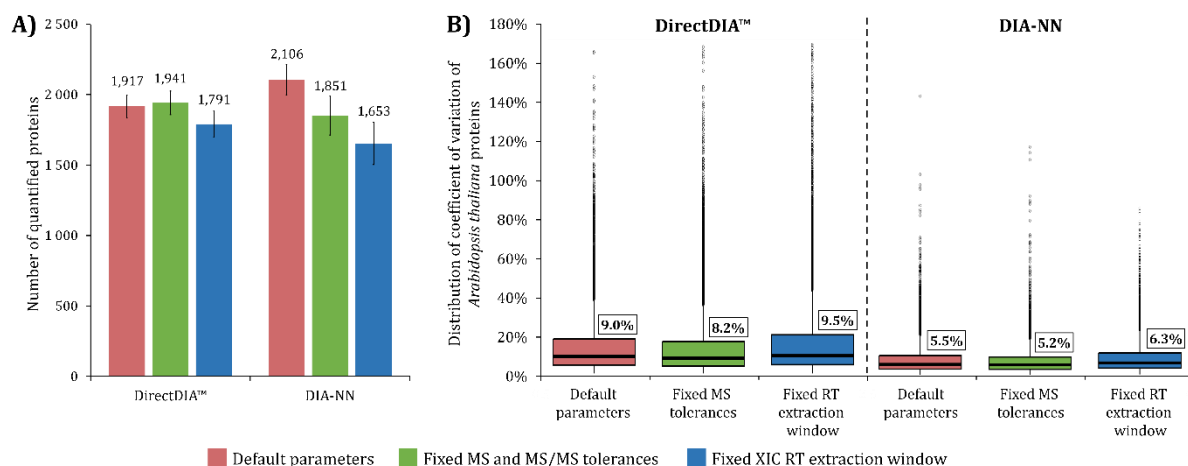 A)
Number of quantified proteins
2 500
2 000
1 500
1 000
500
0
1,917
1,941
1,791
2,106
1,851
1,653
DirectDIA™
DIA-NN
B)
Distribution of coefficient of variation of
Arabidopsis thaliana proteins
180%
160%
140%
120%
100%
80%
60%
40%
20%
0%
DirectDIA™
DIA-NN
9.0%
8.2%
9.5%
5.5%
5.2%
6.3%
Default
parameters
Fixed MS
tolerances
Fixed RT
extraction
window
Default
parameters
Fixed MS
tolerances
Fixed RT
extraction
window
Default parameters
Fixed MS and MS/MS tolerances
Fixed XIC RT extraction window